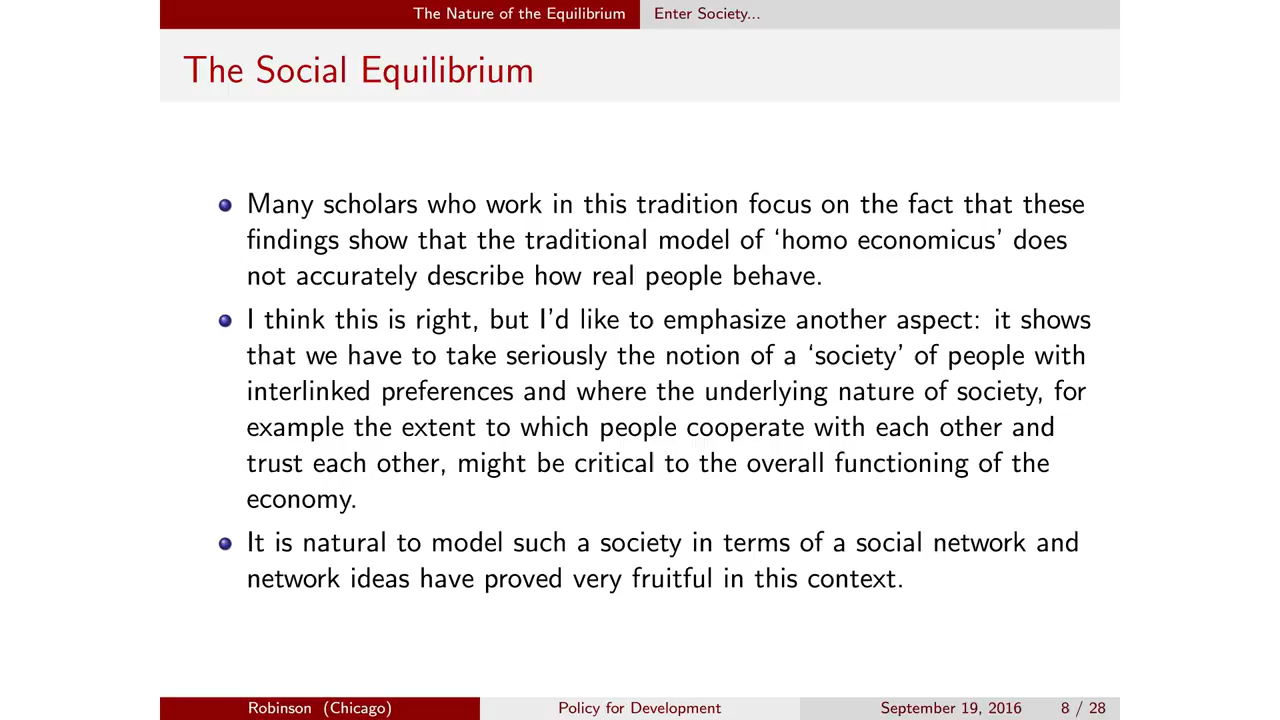 The Nature of the Equilibrium Enter Society...
The Social Equilibrium
Many scholars who work in this tradition focus on the fact that these
findings show that the traditional model of ‘homo economicus’ does
not accurately describe how real people behave.
I think this is right, but I’d like to emphasize another aspect: it shows
that we have to take seriously the notion of a ‘society’ of people with
interlinked preferences and where the underlying nature of society, for
example the extent to which people cooperate with each other and
trust each other, might be critical to the overall functioning of the
economy.
It is natural to model such a society in terms of a social network and
network ideas have proved very fruitful in this context.
Robinson (Chicago) Policy for Development September 19, 2016 8 / 28